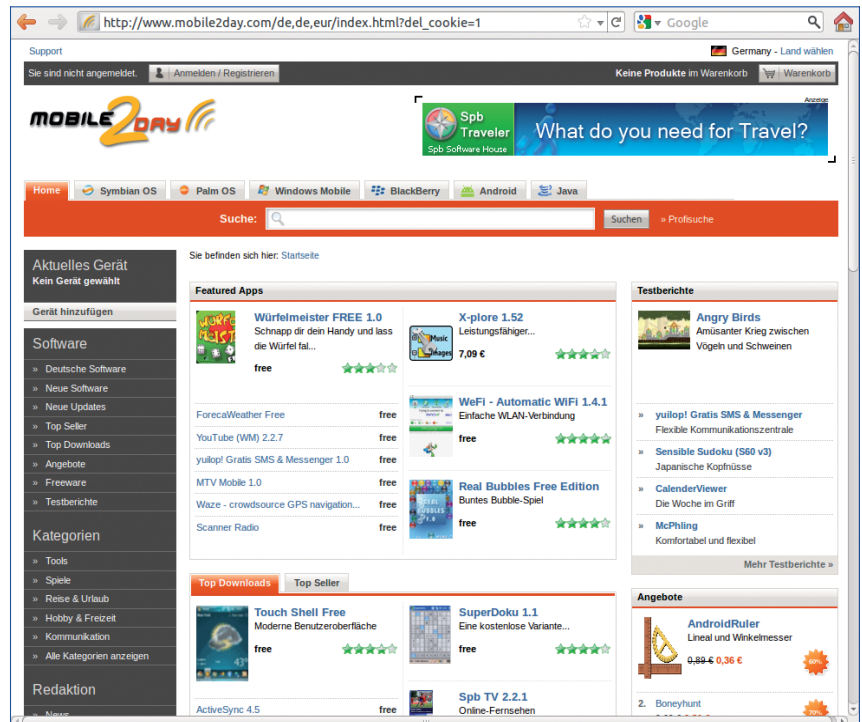 http://www.mobile2day.com/de,de,eur/index.html?del_cookie=1
Google
Support
Germany - Land wählen
Sie sind nicht angemeldet.
Anmelden / Registrieren
Keine Produkte im Warenkorb
Warenkorb
MOBILE2DAY
Anzeige
Spb
Traveler
Spb Software House
What do you need for Travel?
Home
Symbian OS
Palm OS
Windows Mobile
BlackBerry
Android
Java
Suche:
Suchen
» Profisuche
Aktuelles Gerät
Kein Gerät gewählt
Gerät hinzufügen
Software
» Deutsche Software
» Neue Software
» Neue Updates
» Top Seller
» Top Downloads
» Angebote
» Freeware
» Testberichte
Kategorien
» Tools
» Spiele
» Reise & Urlaub
» Hobby & Freizeit
» Kommunikation
» Alle Kategorien anzeigen
Redaktion
» News
Sie befinden sich hier: Startseite
Featured Apps
Würfelmeister FREE 1.0
Schnapp dir dein Handy und lass
die Würfel fal...
free
ForecaWeather Free free
YouTube (WM) 2.2.7 free
yuilop! Gratis SMS & Messenger 1.0 free
MTV Mobile 1.0 free
Waze - crowdsource GPS navigation... free
Scanner Radio free
X-plore 1.52
Leistungsfähiger...
7,09 €
Music
Images
WeFi - Automatic WiFi 1.4.1
Einfache WLAN-Verbindung
free
Real Bubbles Free Edition
Buntes Bubble-Spiel
free
Top Downloads
Top Seller
Touch Shell Free
Moderne Benutzeroberfläche
free
ActiveSync 4.5 free
SuperDoku 1.1
Eine kostenlose Variante...
free
Spb TV 2.2.1
Online-Fernsehen
Testberichte
Angry Birds
Amüsanter Krieg zwischen
Vögeln und Schweinen
» yuilop! Gratis SMS & Messenger
Flexible Kommunikationszentrale
» Sensible Sudoku (S60 v3)
Japanische Kopfnüsse
» CalenderViewer
Die Woche im Griff
» McPhling
Komfortabel und flexibel
Mehr Testberichte »
Angebote
AndroidRuler
Lineal und Winkelmesser
0,89 € 0,36 €
60%
2. Boneyhunt
70%